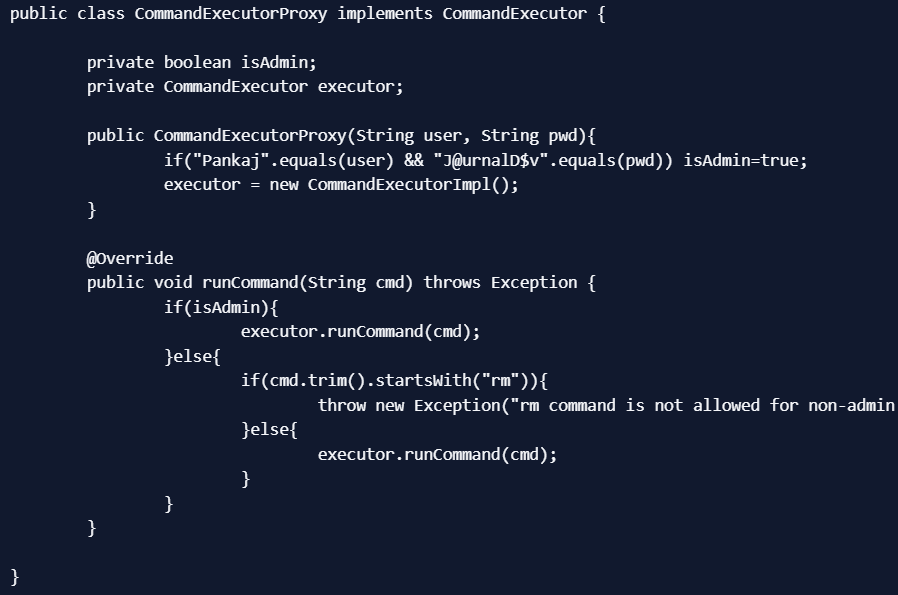 public class CommandExecutorProxy implements CommandExecutor {
private boolean isAdmin;
private CommandExecutor executor;
public CommandExecutorProxy(String user, String pwd){
if("Pankaj".equals(user) && "J@urnalD$v".equals(pwd)) isAdmin=true;
executor = new CommandExecutorImpl();
}
@Override
public void runCommand(String cmd) throws Exception {
if(isAdmin){
executor.runCommand(cmd);
}else{
if(cmd.trim().startsWith("rm")){
throw new Exception("rm command is not allowed for non-admin
}else{
executor.runCommand(cmd);
}
}
}
}